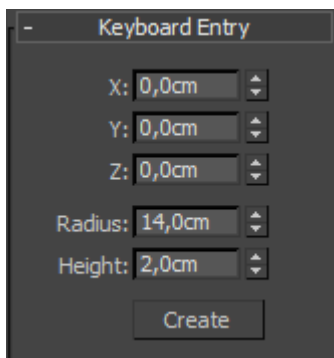 - Keyboard Entry
X: 0,0cm
Y: 0,0cm
Z: 0,0cm
Radius: 14,0cm
Height: 2,0cm
Create